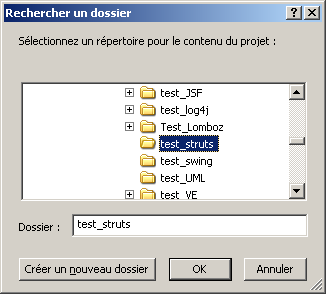 Rechercher un dossier
Sélectionnez un répertoire pour le contenu du projet :
test_JSF
test_log4j
Test_Lomboz
test_struts
test_swing
test_UML
test_VE
Dossier : test_struts
Créer un nouveau dossier OK Annuler